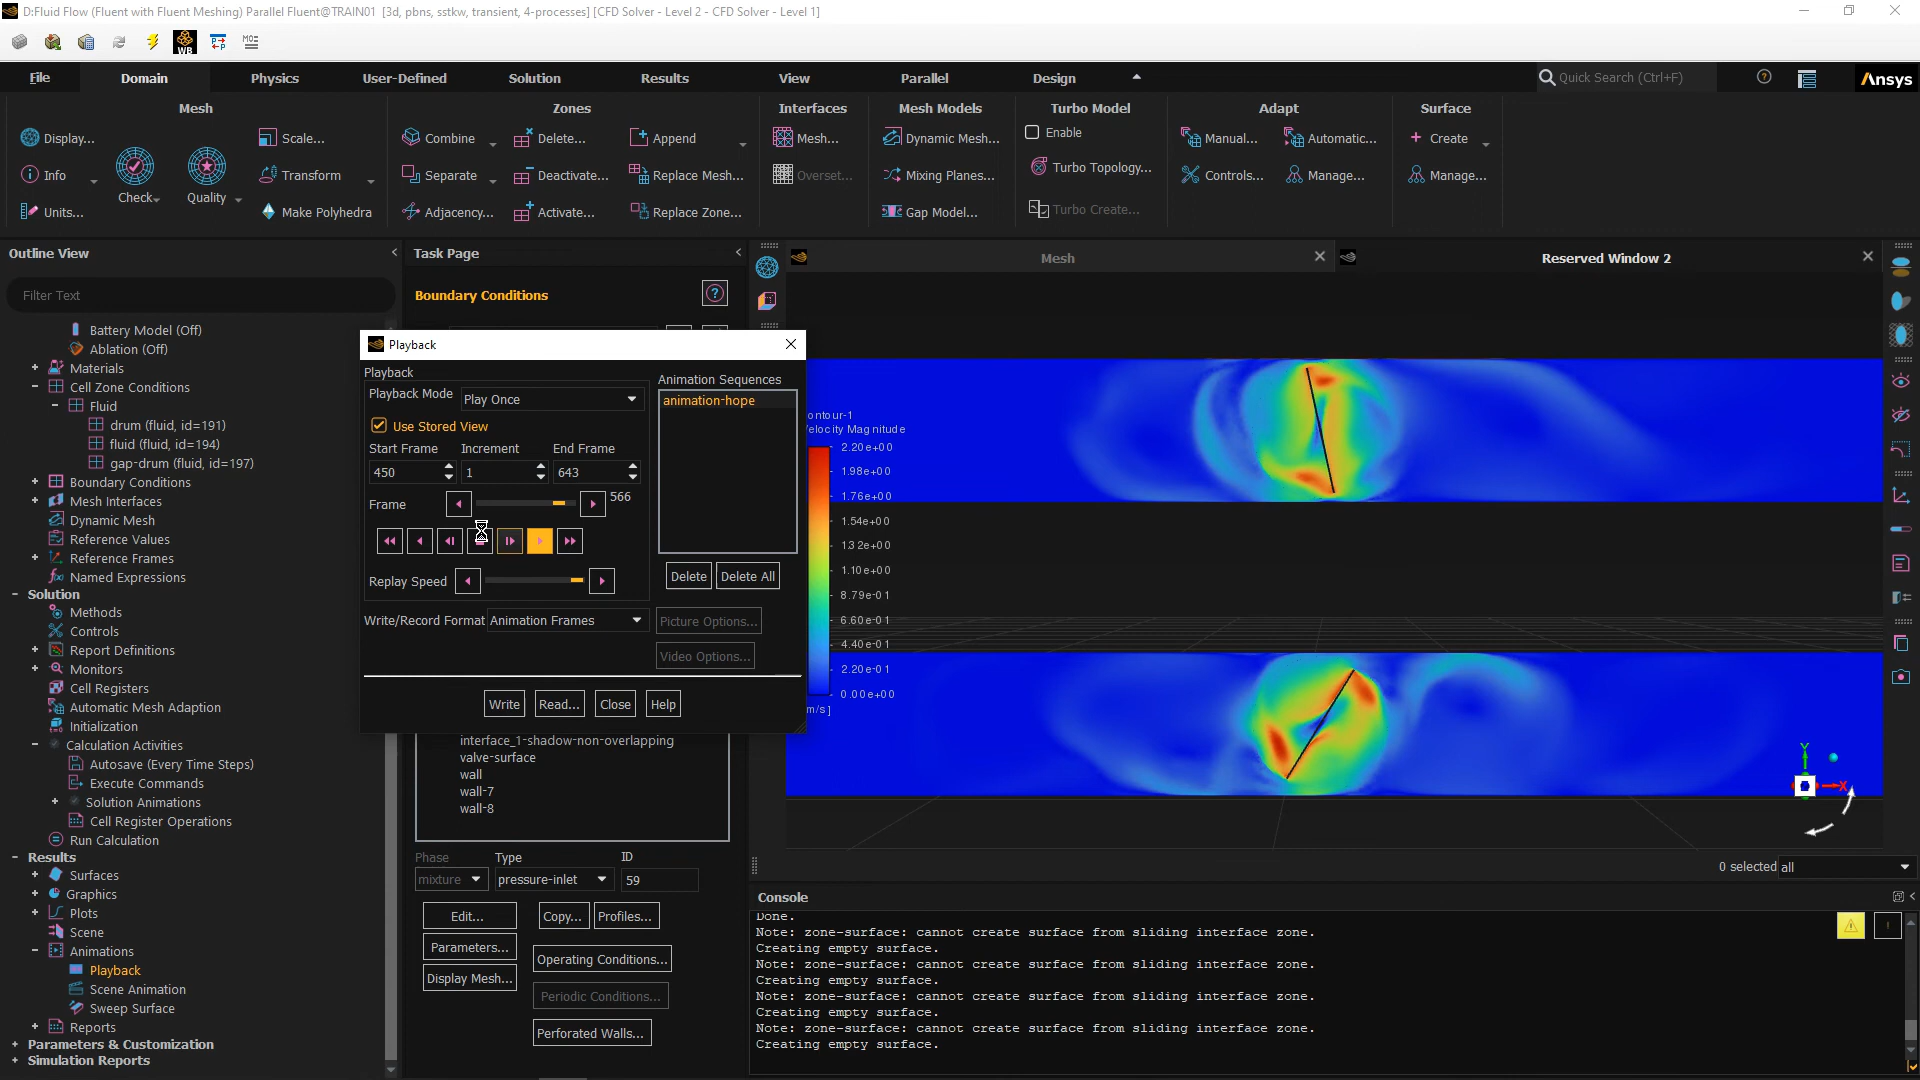 D:Fluid Flow (Fluent with Fluent Meshing) Parallel Fluent@TRAIN01 [3d, pbns, sstkw, transient, 4-processes] [CFD Solver - Level 2 - CFD Solver - Level 1]
WB
File Domain Physics User-Defined Solution Results View Parallel Design Quick Search (Ctrl+F) Ansys
Mesh Zones Interfaces Mesh Models Turbo Model Adapt Surface
Display... Scale... Combine Delete... Append Mesh... Dynamic Mesh... Enable Manual... Automatic... Create
Info Check Quality Transform Separate Deactivate... Replace Mesh... Overset... Mixing Planes... Turbo Topology... Controls... Manage... Manage...
Units... Make Polyhedra Adjacency... Activate... Replace Zone... Gap Model... Turbo Create...
Outline View
Filter Text
Battery Model (Off)
Ablation (Off)
Materials
Cell Zone Conditions
Fluid
drum (fluid, id=191)
fluid (fluid, id=194)
gap-drum (fluid, id=197)
Boundary Conditions
Mesh Interfaces
Dynamic Mesh
Reference Values
Reference Frames
Named Expressions
Solution
Methods
Controls
Report Definitions
Monitors
Cell Registers
Automatic Mesh Adaption
Initialization
Calculation Activities
Autosave (Every Time Steps)
Execute Commands
Solution Animations
Cell Register Operations
Run Calculation
Results
Surfaces
Graphics
Plots
Scene
Animations
Playback
Scene Animation
Sweep Surface
Reports
Parameters & Customization
Simulation Reports
Task Page
Boundary Conditions
Playback
Playback
Playback Mode Play Once
Use Stored View
Start Frame Increment End Frame
450 1 643
Frame 566
Replay Speed
Write/Record Format Animation Frames
Animation Sequences
animation-hope
Delete Delete All
Picture Options...
Video Options...
Write Read... Close Help
interface_1-shadow-non-overlapping
valve-surface
wall
wall-7
wall-8
Phase Type ID
mixture pressure-inlet 59
Edit... Copy... Profiles...
Parameters... Operating Conditions...
Display Mesh... Periodic Conditions...
Perforated Walls...
Mesh Reserved Window 2
ontour-1
elocity Magnitude
2.20e+00
1.98e+00
1.76e+00
1.54e+00
1.32e+00
1.10e+00
8.79e-01
6.60e-01
4.40e-01
2.20e-01
0.00e+00
m/s ]
Y
X
0 selected all
Console
Done.
Note: zone-surface: cannot create surface from sliding interface zone.
Creating empty surface.
Note: zone-surface: cannot create surface from sliding interface zone.
Creating empty surface.
Note: zone-surface: cannot create surface from sliding interface zone.
Creating empty surface.
Note: zone-surface: cannot create surface from sliding interface zone.
Creating empty surface.